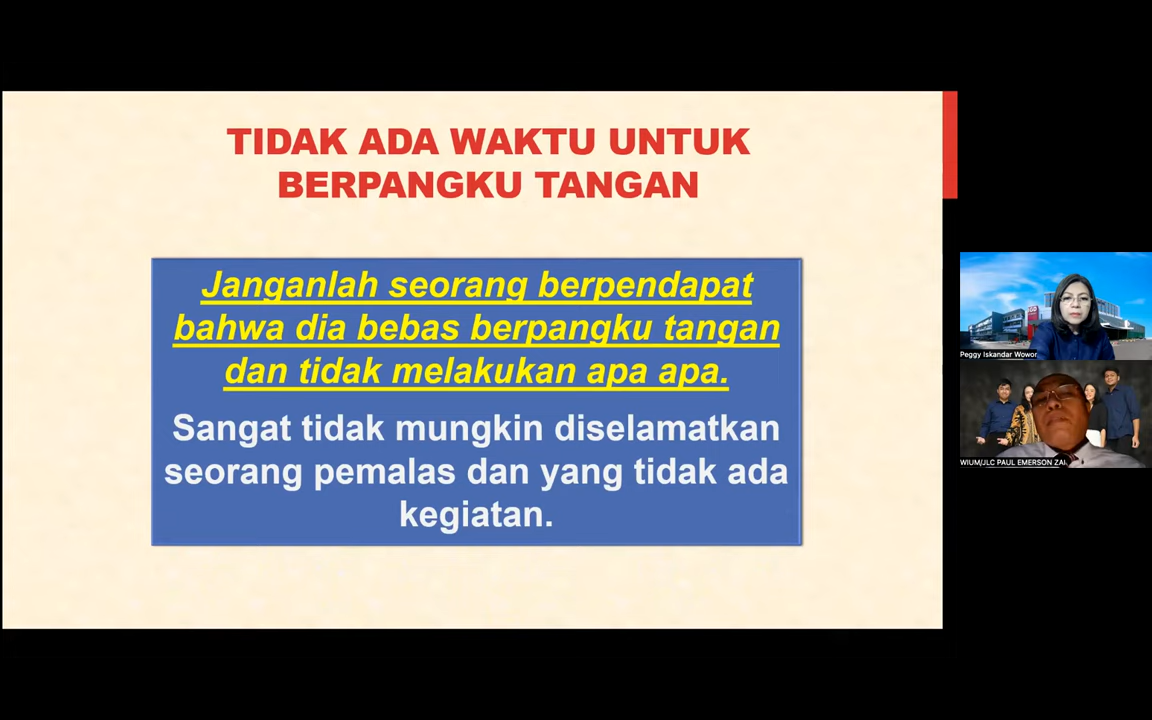 TIDAK ADA WAKTU UNTUK
BERPANGKU TANGAN
Janganlah seorang berpendapat
bahwa dia bebas berpangku tangan
dan tidak melakukan apa apa.
Sangat tidak mungkin diselamatkan
seorang pemalas dan yang tidak ada
kegiatan.
Peggy Iskandar Wowor
WIUM/JLC PAUL EMERSON ZAI